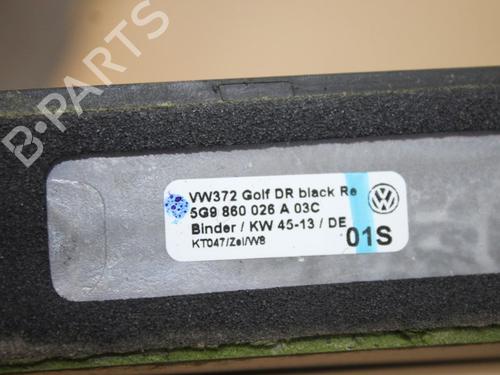 B-PARTS
VW372 Golf DR black Re
5G9 860 026 A 03C
Binder / KW 45-13 / DE
KT047/Zel/W8
01S